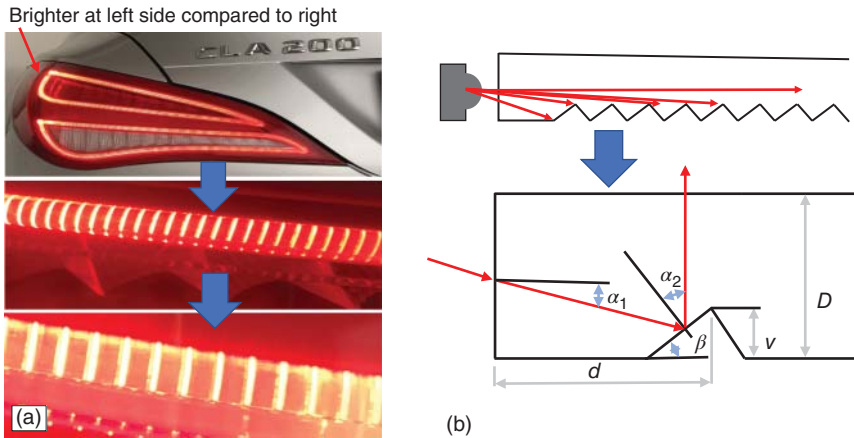 Brighter at left side compared to right
CLA 200
(a)
α₁
α₂
D
β
v
d
(b)